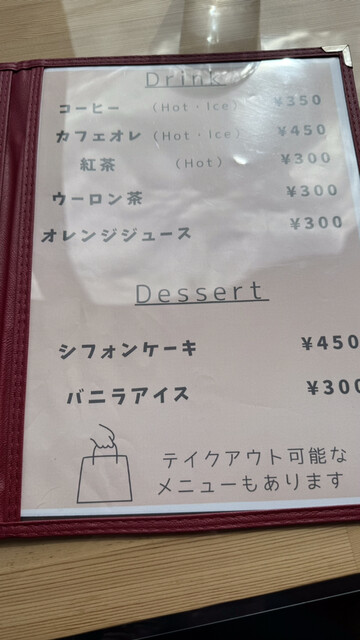 Drink
コーヒー (Hot・Ice) ¥350
カフェオレ (Hot・Ice) ¥450
紅茶 (Hot) ¥300
ウーロン茶 ¥300
オレンジジュース ¥300
Dessert
シフォンケーキ ¥450
バニラアイス ¥300
テイクアウト可能な
メニューもあります